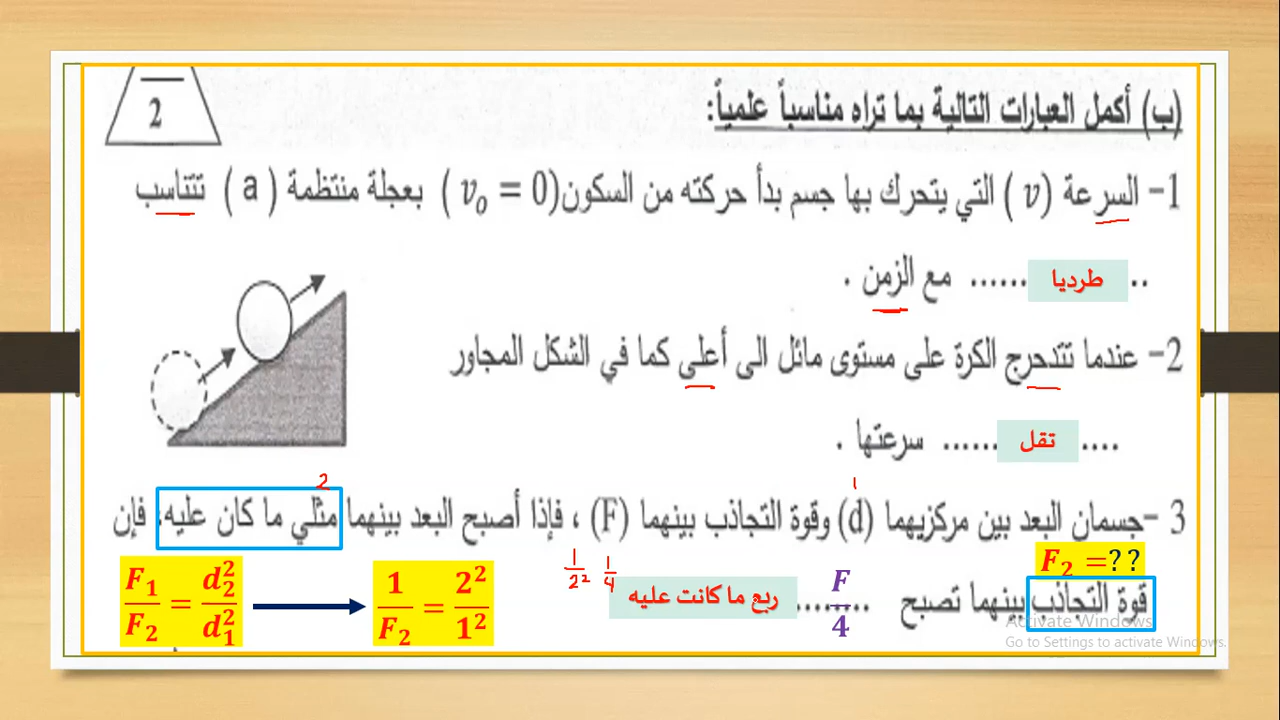 2
(ب) أكمل العبارات التالية بما تراه مناسباً علمياً:
1- السرعة (v) التي يتحرك بها جسم بدأ حركته من السكون (vₒ = 0) بعجلة منتظمة (a) تتناسب
.. طرديا ...... مع الزمن .
2- عندما تتدحرج الكرة على مستوى مائل الى أعلى كما في الشكل المجاور
.... تقل ...... سرعتها .
2 1
3- جسمان البعد بين مركزيهما (d) وقوة التجاذب بينهما (F) ، فإذا أصبح البعد بينهما مثلي ما كان عليه، فإن
F₂ =??
قوة التجاذب بينهما تصبح ........ ربع ما كانت عليه
F/4
1/2² 1/4
F₁/F₂ = d₂²/d₁²
1/F₂ = 2²/1²
Activate Windows
Go to Settings to activate Windows.